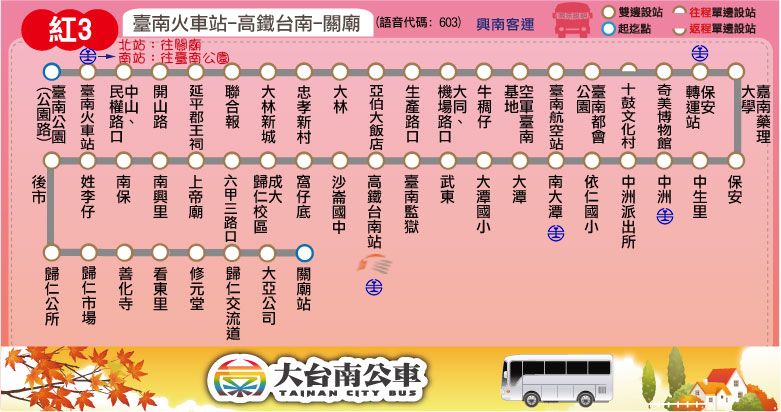 紅3
臺南火車站-高鐵台南-關廟
(語音代碼: 603)
興南客運
雙邊設站
起迄點
往程單邊設站
返程單邊設站
北站：往關廟
南站：往臺南公園
臺南公園
(公園路)
臺南火車站
中山、
民權路口
開山路
延平郡王祠
聯合報
大林新城
忠孝新村
大林
亞伯大飯店
生產路口
大同、
機場路口
牛稠仔
空軍臺南
基地
臺南航空站
臺南都會
公園
十鼓文化村
奇美博物館
保安
轉運站
嘉南藥理
大學
保安
中生里
中洲
中洲派出所
依仁國小
南大潭
大潭
大潭國小
武東
臺南監獄
高鐵台南站
沙崙國中
窩仔底
成大
歸仁校區
六甲三路口
上帝廟
南興里
南保
姓李仔
後市
歸仁公所
歸仁市場
善化寺
看東里
修元堂
歸仁交流道
大亞公司
關廟站
大台南公車
TAINAN CITY BUS